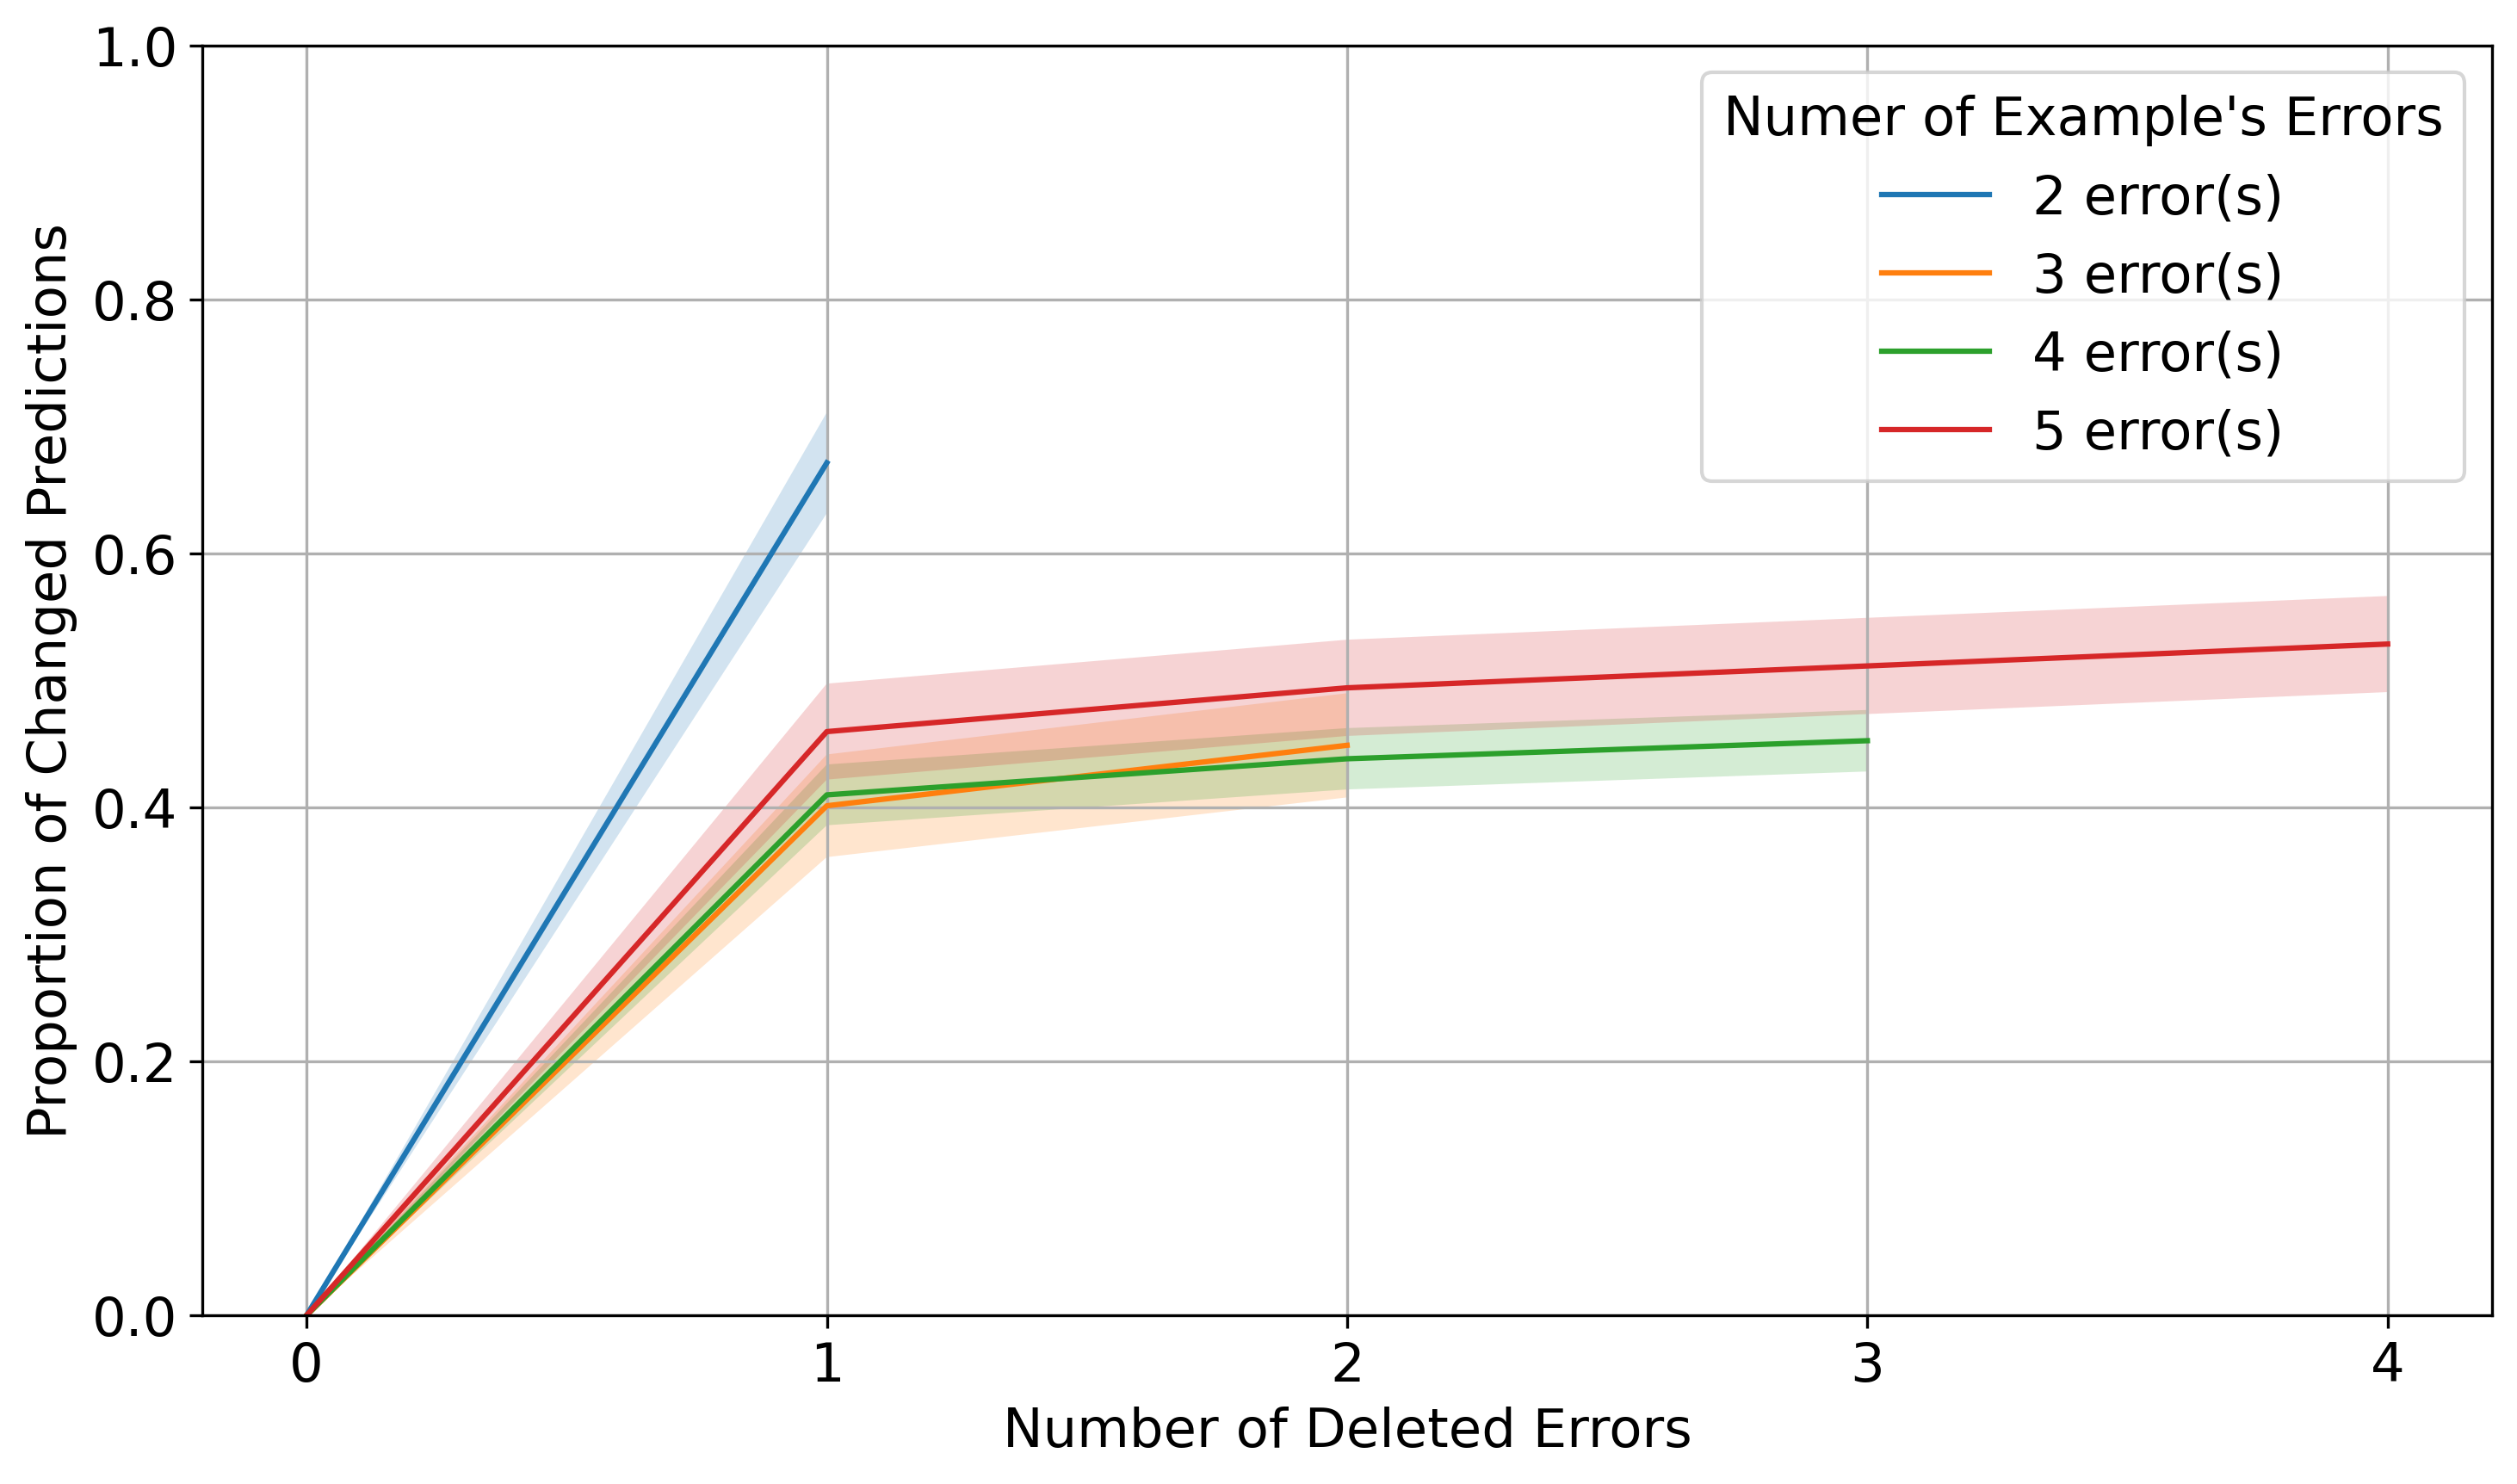 Proportion of Changed Predictions
1.0
0.8
0.6
0.4
0.2
0.0
Numer of Example's Errors
2 error(s)
3 error(s)
4 error(s)
5 error(s)
0 1 2 3 4
Number of Deleted Errors